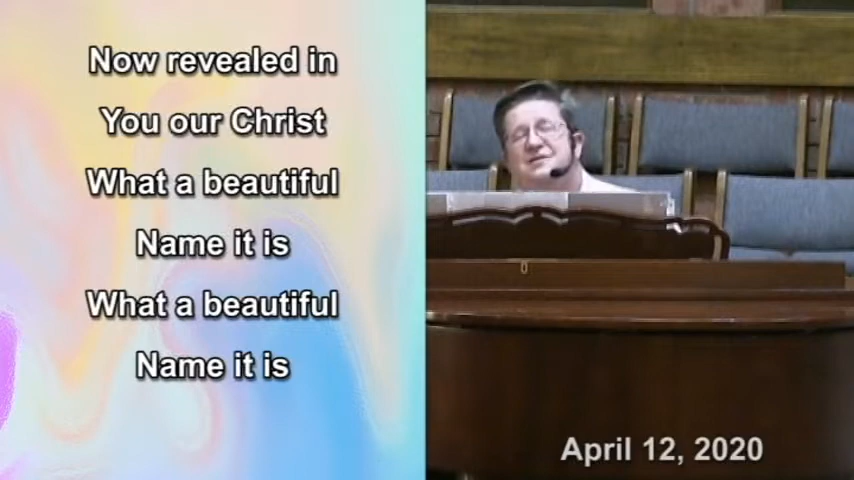 Now revealed in
You our Christ
What a beautiful
Name it is
What a beautiful
Name it is
April 12, 2020